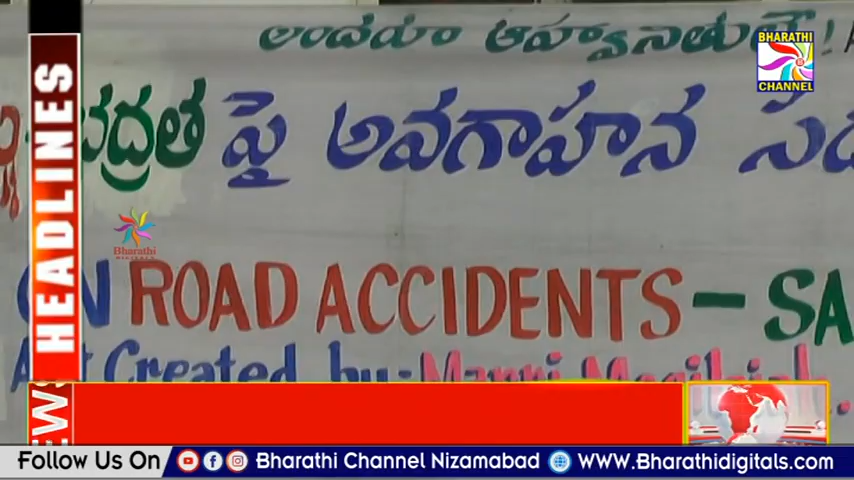 అందరూ ఆహ్వానితులే!
భద్రత పై అవగాహన
ON ROAD ACCIDENTS - SA
Art Created by:-
HEADLINES
NEWS
BHARATHI
CHANNEL
Bharathi
Follow Us On Bharathi Channel Nizamabad WWW.Bharathidigitals.com